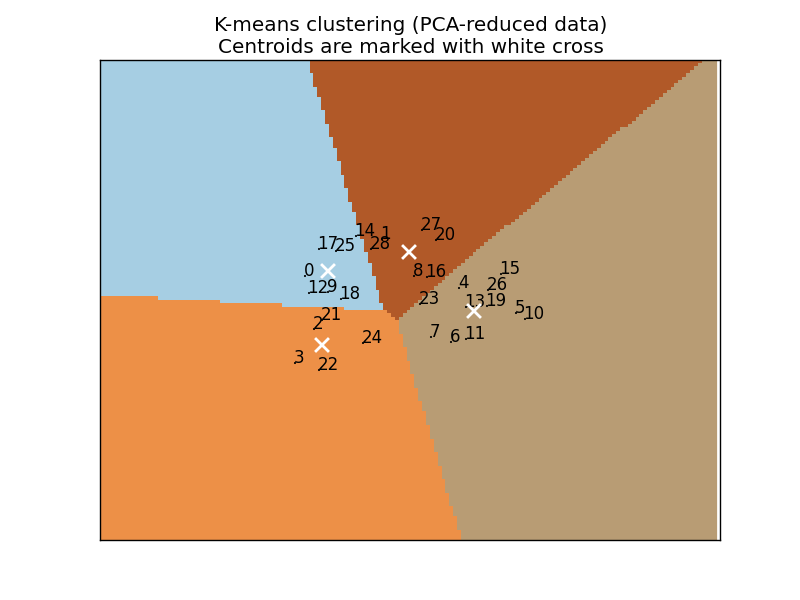 K-means clustering (PCA-reduced data)
Centroids are marked with white cross
27
14 1 20
17 25 28
0 8 16 15
4 26
12 9 18 23 13 19
21 5 10
2
7 6 11
24
3
22